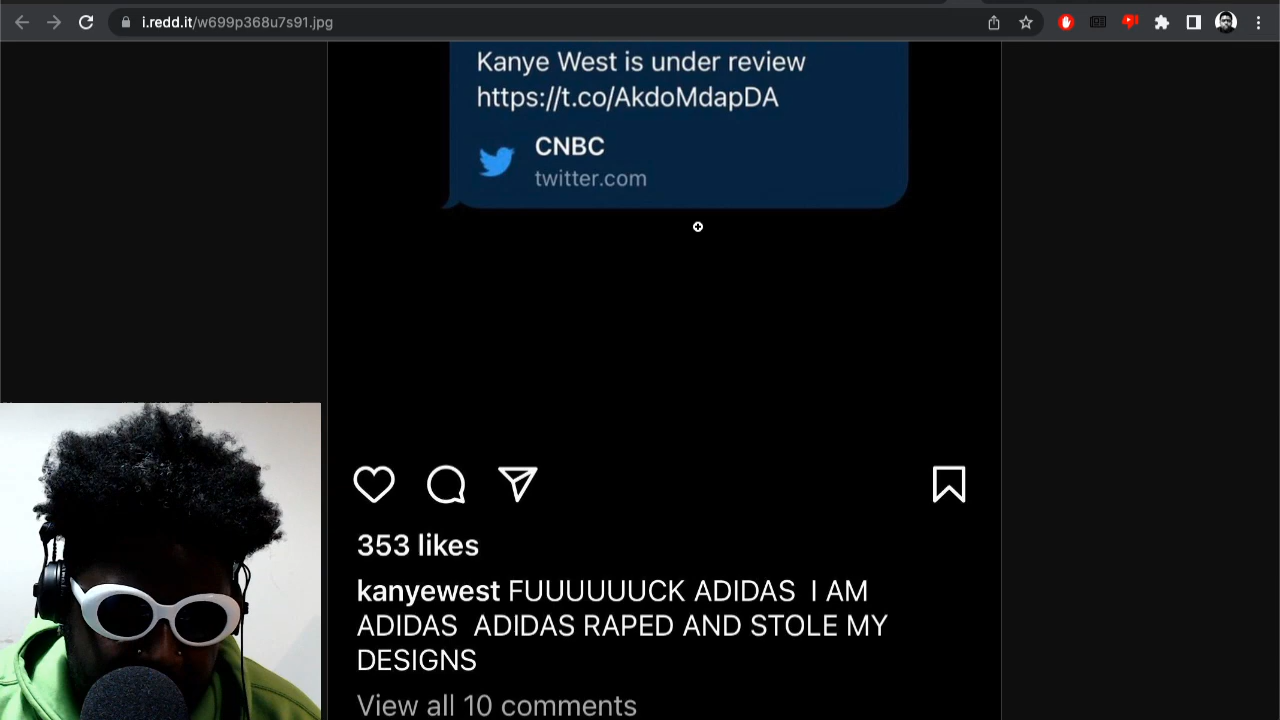 i.redd.it/w699p368u7s91.jpg
Kanye West is under review
https://t.co/AkdoMdapDA
CNBC
twitter.com
353 likes
kanyewest FUUUUUUCK ADIDAS I AM
ADIDAS ADIDAS RAPED AND STOLE MY
DESIGNS
View all 10 comments